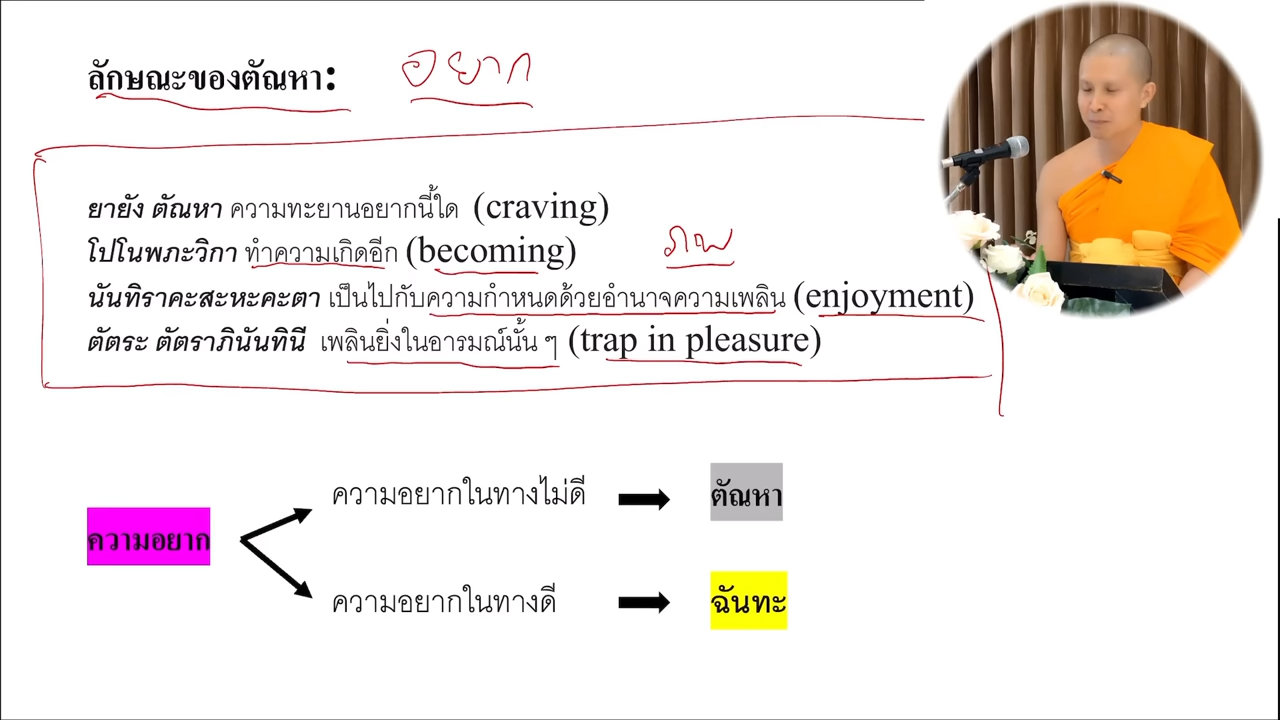 ลักษณะของตัณหา: อยาก
ยายัง ตัณหา ความทะยานอยากนี้ใด (craving)
โปโนพภะวิกา ทำความเกิดอีก (becoming) ภพ
นันทิราคะสะหะคะตา เป็นไปกับความกำหนดด้วยอำนาจความเพลิน (enjoyment)
ตัตระ ตัตราภินันทินี เพลินยิ่งในอารมณ์นั้น ๆ (trap in pleasure)
ความอยากในทางไม่ดี ตัณหา
ความอยาก
ความอยากในทางดี ฉันทะ